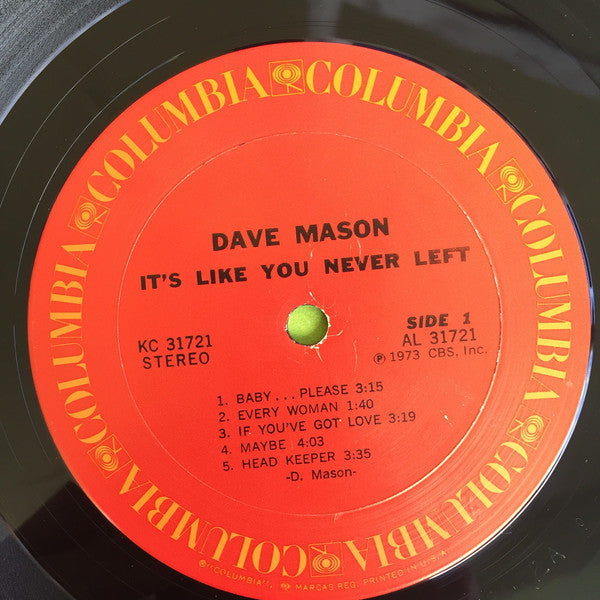 COLUMBIA COLUMBIA COLUMBIA COLUMBIA COLUMBIA COLUMBIA
DAVE MASON
IT'S LIKE YOU NEVER LEFT
KC 31721
STEREO
SIDE 1
AL 31721
℗ 1973 CBS, Inc.
1. BABY...PLEASE 3:15
2. EVERY WOMAN 1:40
3. IF YOU'VE GOT LOVE 3:19
4. MAYBE 4:03
5. HEAD KEEPER 3:35
-D. Mason-
®"COLUMBIA", MARCAS REG. PRINTED IN U.S.A.